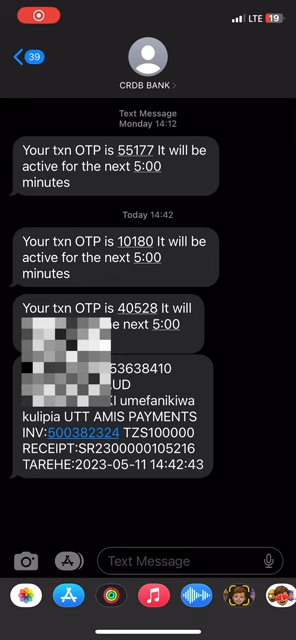 LTE 19
39
CRDB BANK
Text Message
Monday 14:12
Your txn OTP is 55177 It will be
active for the next 5:00
minutes
Today 14:42
Your txn OTP is 10180 It will be
active for the next 5:00
minutes
Your txn OTP is 40528 It will
he next 5:00
53638410
UD
I umefanikiwa
kulipia UTT AMIS PAYMENTS
INV:500382324 TZS100000
RECEIPT:SR2300000105216
TAREHE:2023-05-11 14:42:43
Text Message